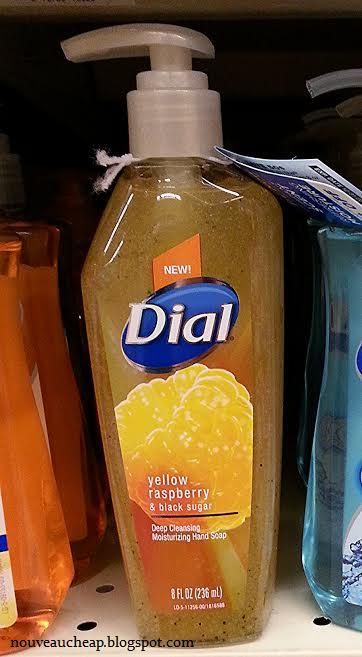 NEW!
Dial
yellow
raspberry
& black sugar
Deep Cleansing
Moisturizing Hand Soap
8 FL OZ (236 mL)
nouveaucheap.blogspot.com